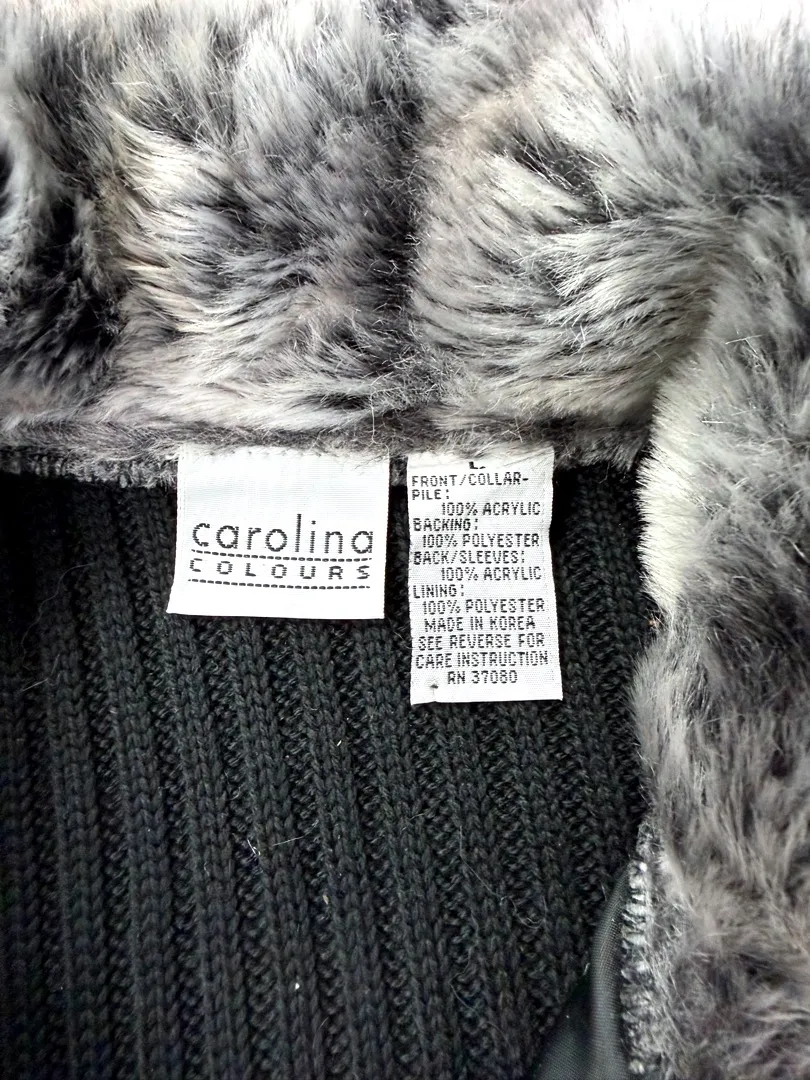 carolina
COLOURS
L.
FRONT/COLLAR-
PILE:
100% ACRYLIC
BACKING:
100% POLYESTER
BACK/SLEEVES:
100% ACRYLIC
LINING:
100% POLYESTER
MADE IN KOREA
SEE REVERSE FOR
CARE INSTRUCTION
RN 37080